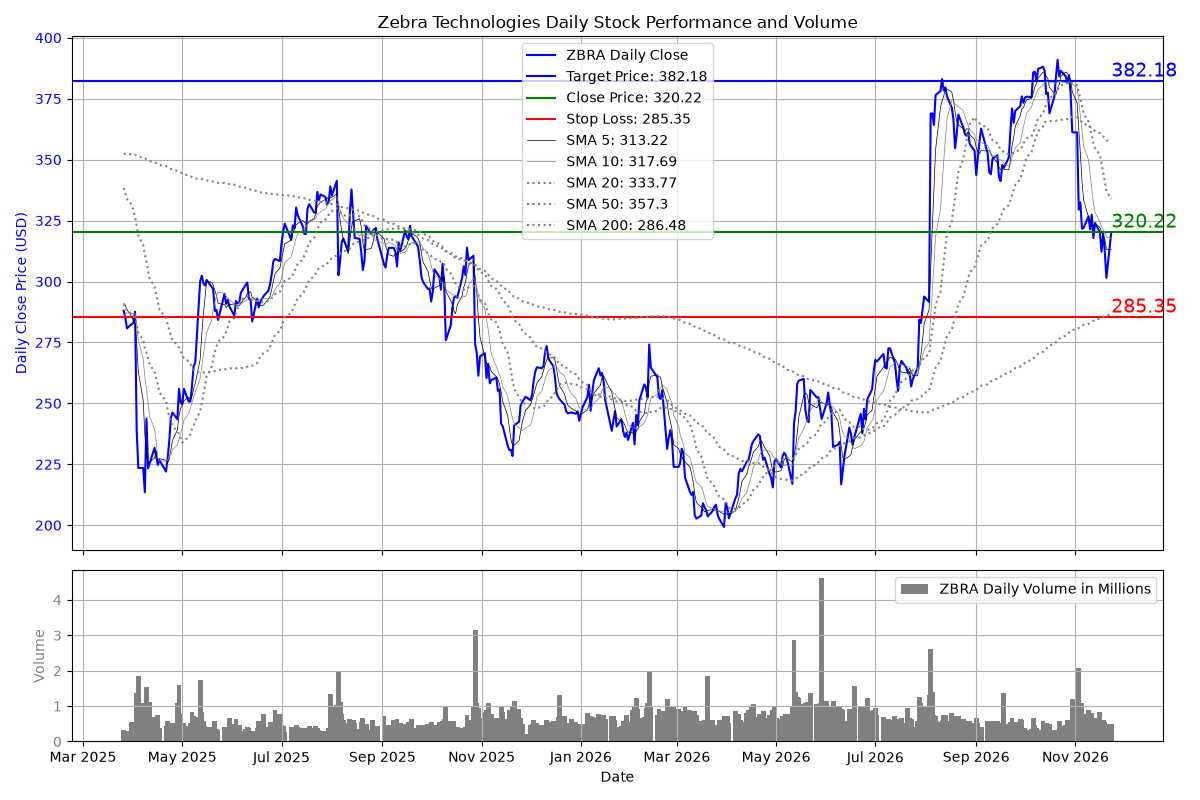 Zebra Technologies Daily Stock Performance and Volume
400
375
350
325
300
275
250
225
200
Daily Close Price (USD)
ZBRA Daily Close
Target Price: 382.18
Close Price: 320.22
Stop Loss: 285.35
SMA 5: 313.22
SMA 10: 317.69
SMA 20: 333.77
SMA 50: 357.3
SMA 200: 286.48
382.18
320.22
285.35
4
3
2
1
0
Volume
ZBRA Daily Volume in Millions
Mar 2025
May 2025
Jul 2025
Sep 2025
Nov 2025
Jan 2026
Mar 2026
May 2026
Jul 2026
Sep 2026
Nov 2026
Date